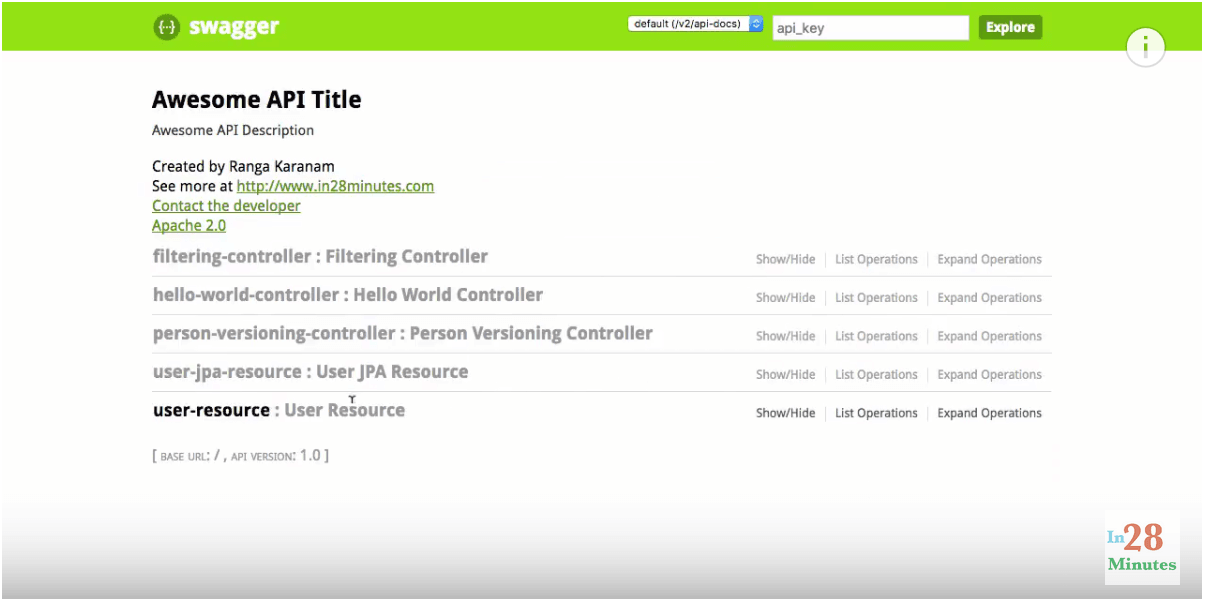 {···} swagger default (/v2/api-docs) api_key Explore
i
Awesome API Title
Awesome API Description
Created by Ranga Karanam
See more at http://www.in28minutes.com
Contact the developer
Apache 2.0
filtering-controller : Filtering Controller Show/Hide List Operations Expand Operations
hello-world-controller : Hello World Controller Show/Hide List Operations Expand Operations
person-versioning-controller : Person Versioning Controller Show/Hide List Operations Expand Operations
user-jpa-resource : User JPA Resource Show/Hide List Operations Expand Operations
user-resource : User Resource Show/Hide List Operations Expand Operations
[ BASE URL: / , API VERSION: 1.0 ]
In28
Minutes